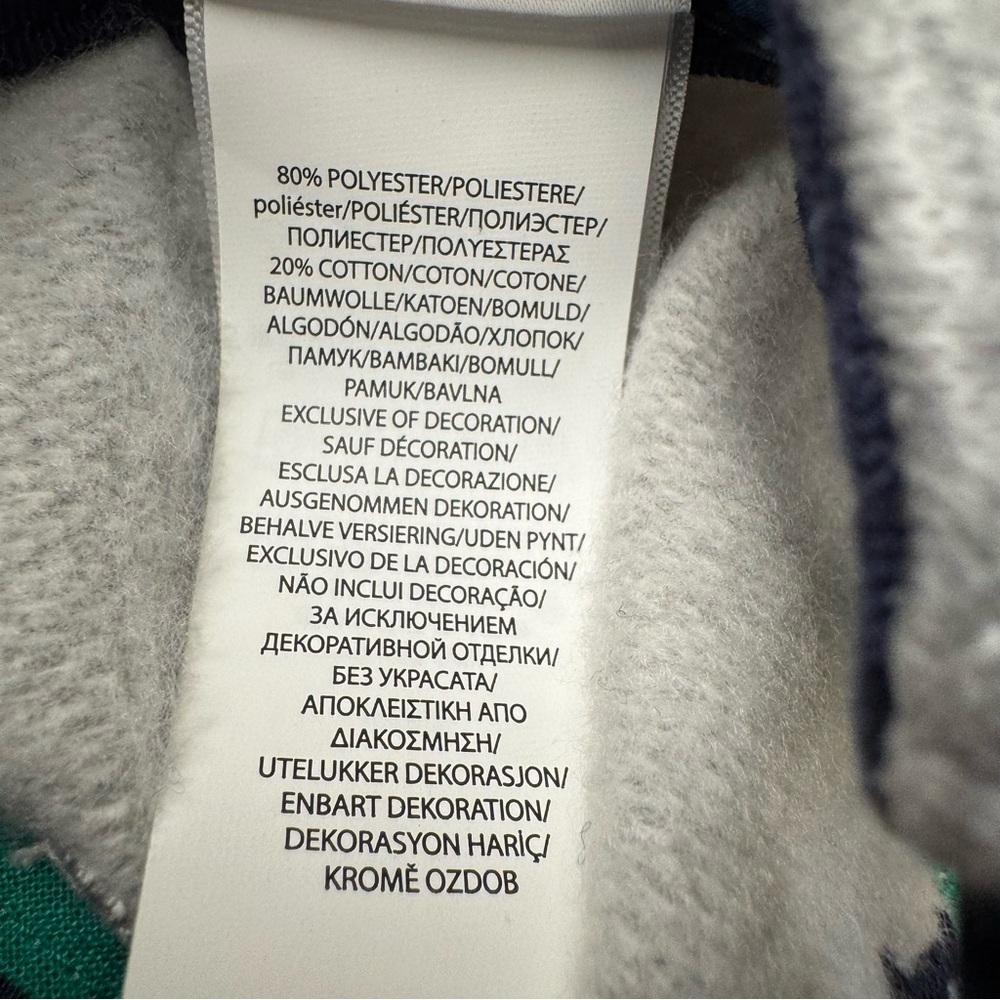 80% POLYESTER/POLIESTERE/
poliéster/POLIÉSTER/ПОЛИЭСТЕР/
ПОЛИЕСТЕР/ΠΟΛΥΕΣΤΕΡΑΣ
20% COTTON/COTON/COTONE/
BAUMWOLLE/KATOEN/BOMULD/
ALGODÓN/ALGODÃO/ХЛОПОК/
ПАМУК/BAMBAKI/BOMULL/
PAMUK/BAVLNA
EXCLUSIVE OF DECORATION/
SAUF DÉCORATION/
ESCLUSA LA DECORAZIONE/
AUSGENOMMEN DEKORATION/
BEHALVE VERSIERING/UDEN PYNT/
EXCLUSIVO DE LA DECORACIÓN/
NÃO INCLUI DECORAÇÃO/
ЗА ИСКЛЮЧЕНИЕМ
ДЕКОРАТИВНОЙ ОТДЕЛКИ/
БЕЗ УКРАСАТА/
ΑΠΟΚΛΕΙΣΤΙΚΗ ΑΠΟ
ΔΙΑΚΟΣΜΗΣΗ/
UTELUKKER DEKORASJON/
ENBART DEKORATION/
DEKORASYON HARİÇ/
KROMĚ OZDOB